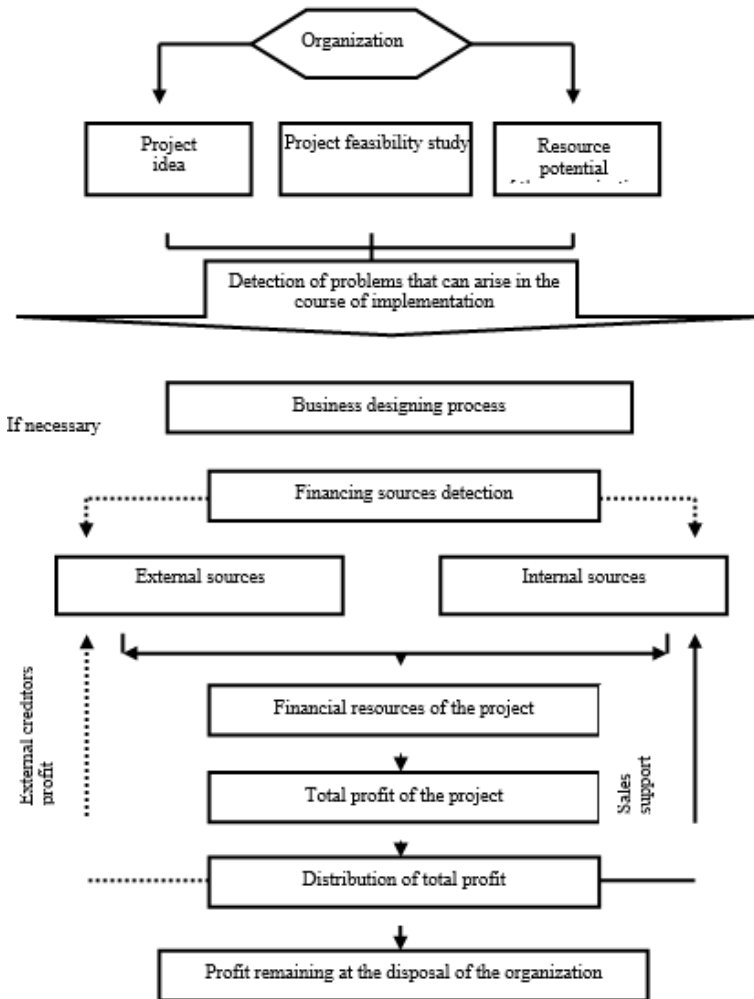 Organization
Project
idea
Project feasibility study
Resource
potential
Detection of problems that can arise in the
course of implementation
Business designing process
If necessary
Financing sources detection
External sources
Internal sources
External creditors
profit
Financial resources of the project
Total profit of the project
Sales
support
Distribution of total profit
Profit remaining at the disposal of the organization